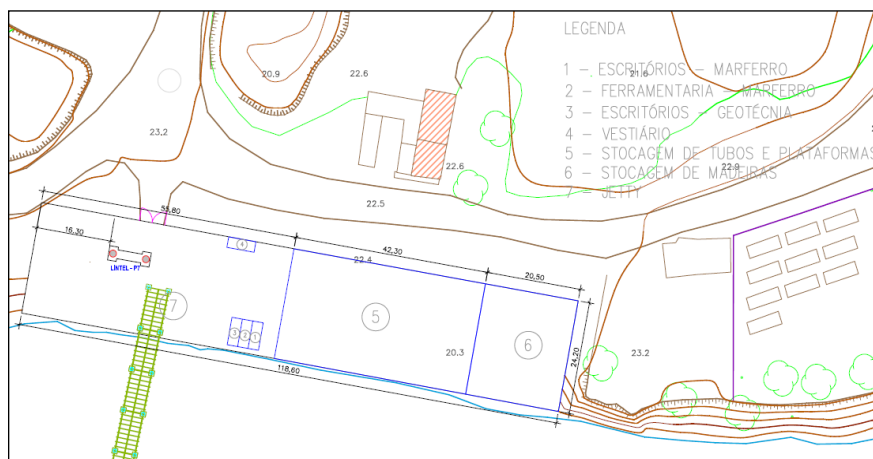 LEGENDA
1 – ESCRITÓRIOS – MARFERRO
2 – FERRAMENTARIA – MARFERRO
3 – ESCRITÓRIOS – GEOTÉCNIA
4 – VESTIÁRIO
5 – STOCAGEM DE TUBOS E PLATAFORMAS
6 – STOCAGEM DE MADEIRAS
7 – JETTY
20.9
22.6
21.6
23.2
22.6
22.9
22.5
55,80
16,30
42,30
4
22.4
20,50
LINTEL-P7
7
5
3 2 1
6
24,20
20.3
23.2
118,60